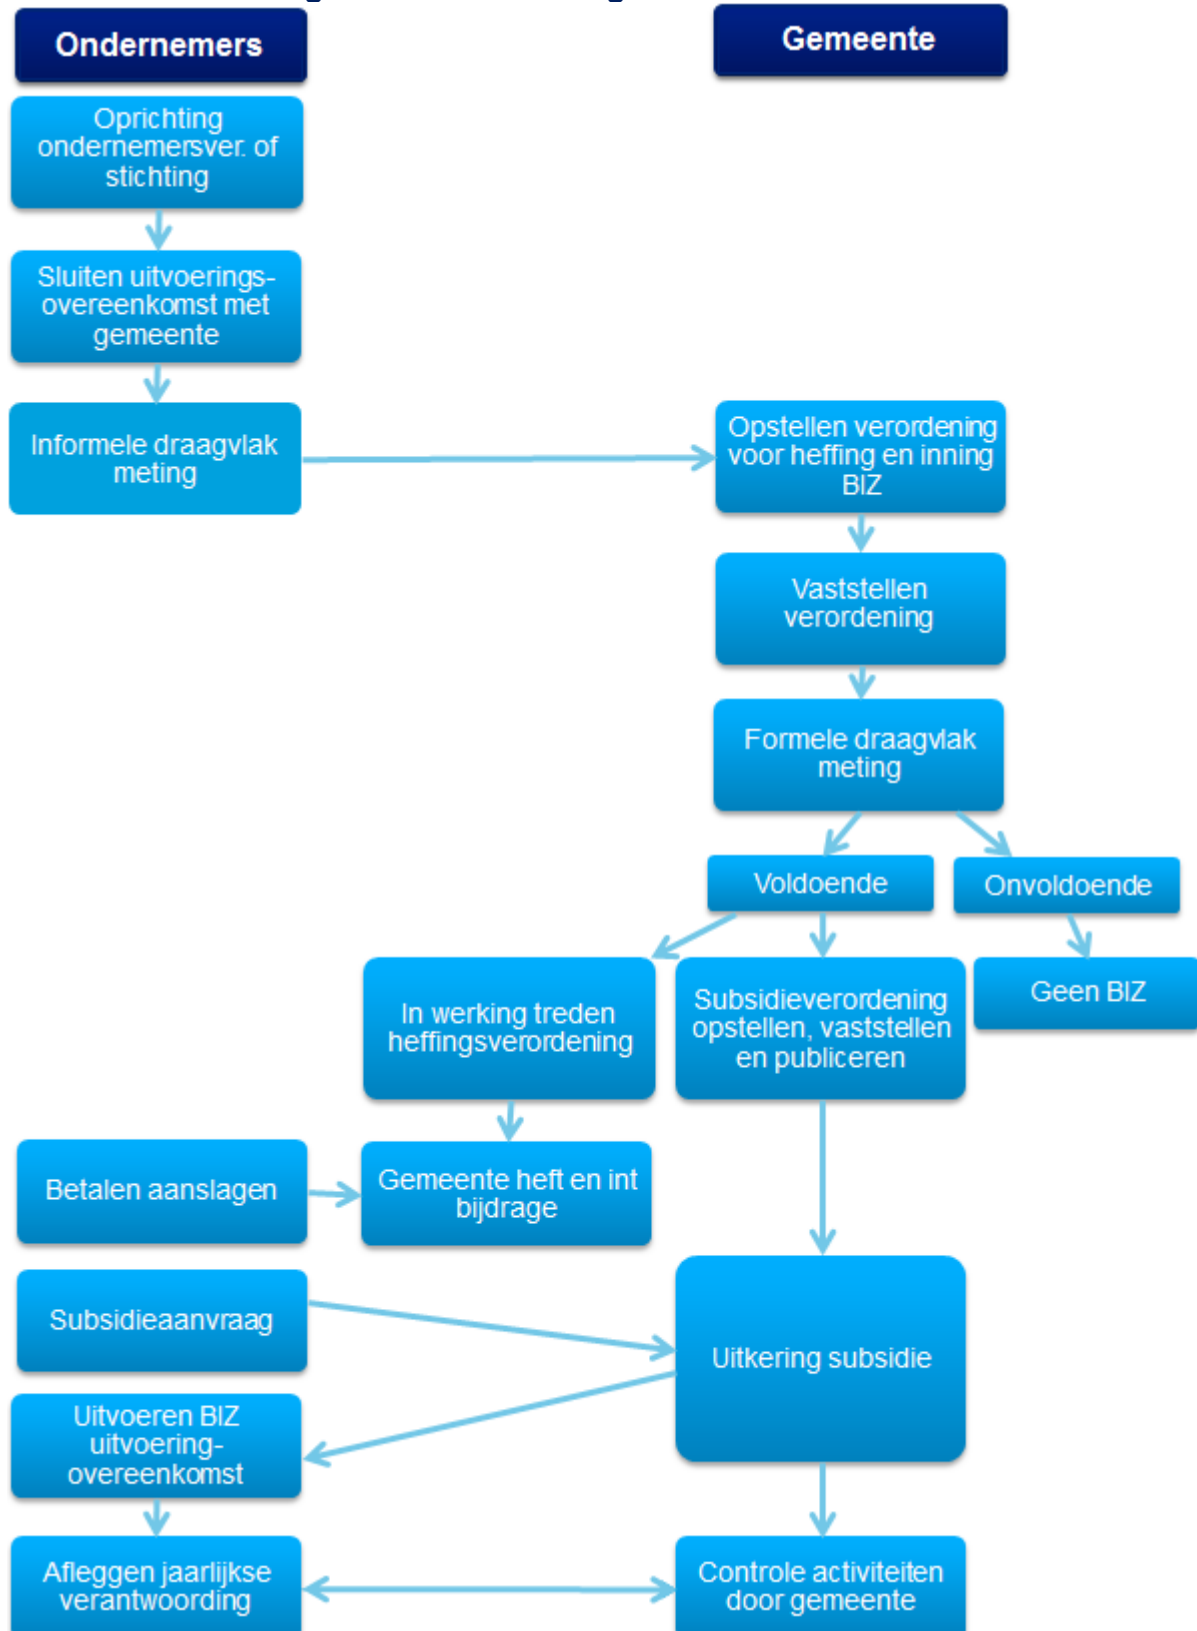 Ondernemers
Gemeente
Oprichting
ondernemersver. of
stichting
Sluiten uitvoerings-
overeenkomst met
gemeente
Informele draagvlak
meting
Opstellen verordening
voor heffing en inning
BIZ
Vaststellen
verordening
Formele draagvlak
meting
Voldoende
Onvoldoende
In werking treden
heffingsverordening
Subsidieverordening
opstellen, vaststellen
en publiceren
Geen BIZ
Betalen aanslagen
Gemeente heft en int
bijdrage
Subsidieaanvraag
Uitkering subsidie
Uitvoeren BIZ
uitvoering-
overeenkomst
Afleggen jaarlijkse
verantwoording
Controle activiteiten
door gemeente